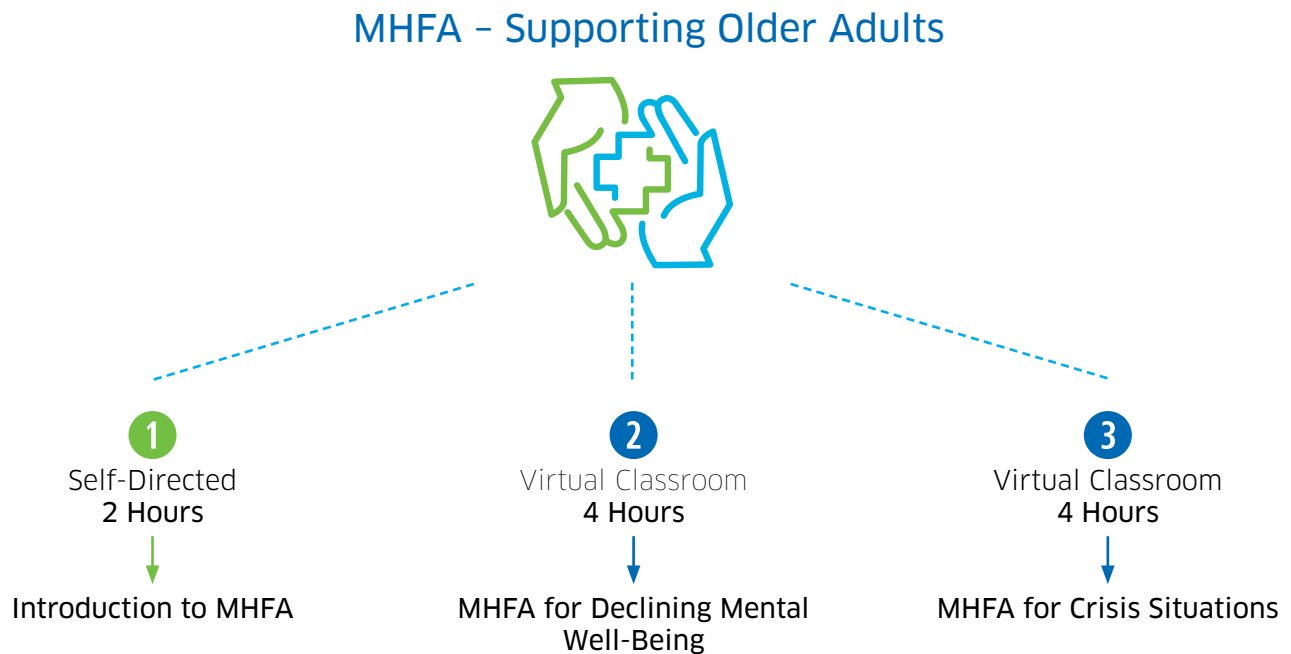 MHFA – Supporting Older Adults
1
Self-Directed
2 Hours
Introduction to MHFA
2
Virtual Classroom
4 Hours
MHFA for Declining Mental
Well-Being
3
Virtual Classroom
4 Hours
MHFA for Crisis Situations